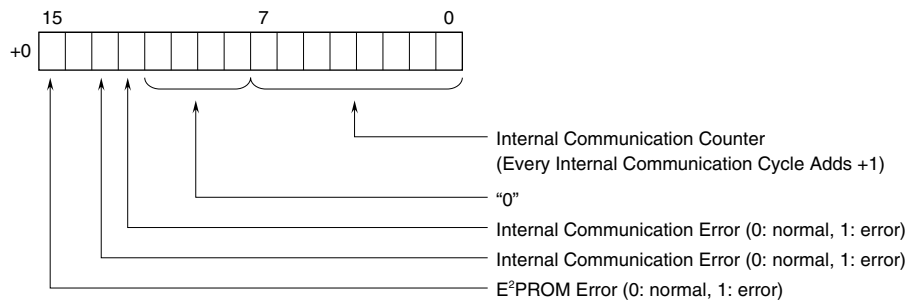 15 7 0
+0
Internal Communication Counter
(Every Internal Communication Cycle Adds +1)
“0”
Internal Communication Error (0: normal, 1: error)
Internal Communication Error (0: normal, 1: error)
E²PROM Error (0: normal, 1: error)